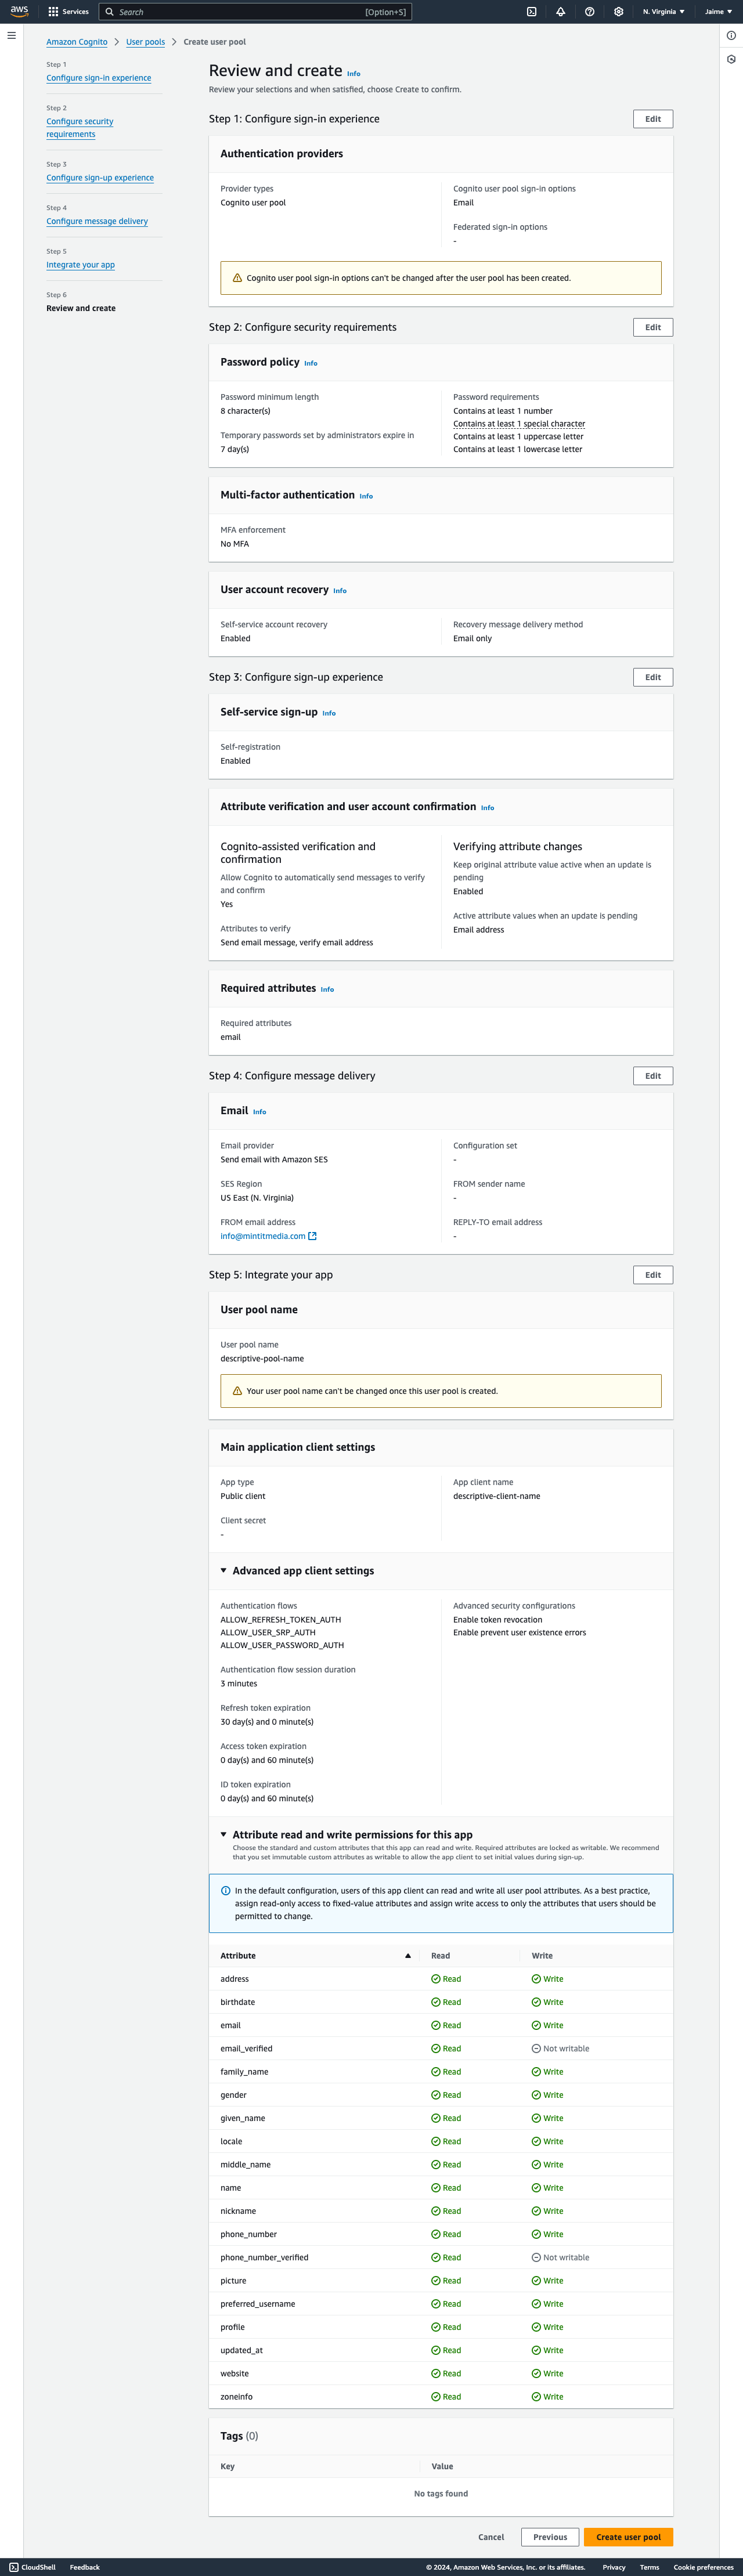 aws
Services
Search
[Option+S]
N. Virginia
Jaime
Amazon Cognito
User pools
Create user pool
Step 1
Configure sign-in experience
Step 2
Configure security
requirements
Step 3
Configure sign-up experience
Step 4
Configure message delivery
Step 5
Integrate your app
Step 6
Review and create
Review and create Info
Review your selections and when satisfied, choose Create to confirm.
Step 1: Configure sign-in experience
Edit
Authentication providers
Provider types
Cognito user pool
Cognito user pool sign-in options
Email
Federated sign-in options
-
Cognito user pool sign-in options can't be changed after the user pool has been created.
Step 2: Configure security requirements
Edit
Password policy Info
Password minimum length
8 character(s)
Temporary passwords set by administrators expire in
7 day(s)
Password requirements
Contains at least 1 number
Contains at least 1 special character
Contains at least 1 uppercase letter
Contains at least 1 lowercase letter
Multi-factor authentication Info
MFA enforcement
No MFA
User account recovery Info
Self-service account recovery
Enabled
Recovery message delivery method
Email only
Step 3: Configure sign-up experience
Edit
Self-service sign-up Info
Self-registration
Enabled
Attribute verification and user account confirmation Info
Cognito-assisted verification and
confirmation
Allow Cognito to automatically send messages to verify
and confirm
Yes
Attributes to verify
Send email message, verify email address
Verifying attribute changes
Keep original attribute value active when an update is
pending
Enabled
Active attribute values when an update is pending
Email address
Required attributes Info
Required attributes
email
Step 4: Configure message delivery
Edit
Email Info
Email provider
Send email with Amazon SES
SES Region
US East (N. Virginia)
FROM email address
info@mintitmedia.com
Configuration set
-
FROM sender name
-
REPLY-TO email address
-
Step 5: Integrate your app
Edit
User pool name
User pool name
descriptive-pool-name
Your user pool name can't be changed once this user pool is created.
Main application client settings
App type
Public client
Client secret
-
App client name
descriptive-client-name
Advanced app client settings
Authentication flows
ALLOW_REFRESH_TOKEN_AUTH
ALLOW_USER_SRP_AUTH
ALLOW_USER_PASSWORD_AUTH
Authentication flow session duration
3 minutes
Refresh token expiration
30 day(s) and 0 minute(s)
Access token expiration
0 day(s) and 60 minute(s)
ID token expiration
0 day(s) and 60 minute(s)
Advanced security configurations
Enable token revocation
Enable prevent user existence errors
Attribute read and write permissions for this app
Choose the standard and custom attributes that this app can read and write. Required attributes are locked as writable. We recommend
that you set immutable custom attributes as writable to allow the app client to set initial values during sign-up.
In the default configuration, users of this app client can read and write all user pool attributes. As a best practice,
assign read-only access to fixed-value attributes and assign write access to only the attributes that users should be
permitted to change.
Attribute Read Write
address Read Write
birthdate Read Write
email Read Write
email_verified Read Not writable
family_name Read Write
gender Read Write
given_name Read Write
locale Read Write
middle_name Read Write
name Read Write
nickname Read Write
phone_number Read Write
phone_number_verified Read Not writable
picture Read Write
preferred_username Read Write
profile Read Write
updated_at Read Write
website Read Write
zoneinfo Read Write
Tags (0)
Key Value
No tags found
Cancel
Previous
Create user pool
CloudShell
Feedback
© 2024, Amazon Web Services, Inc. or its affiliates.
Privacy
Terms
Cookie preferences